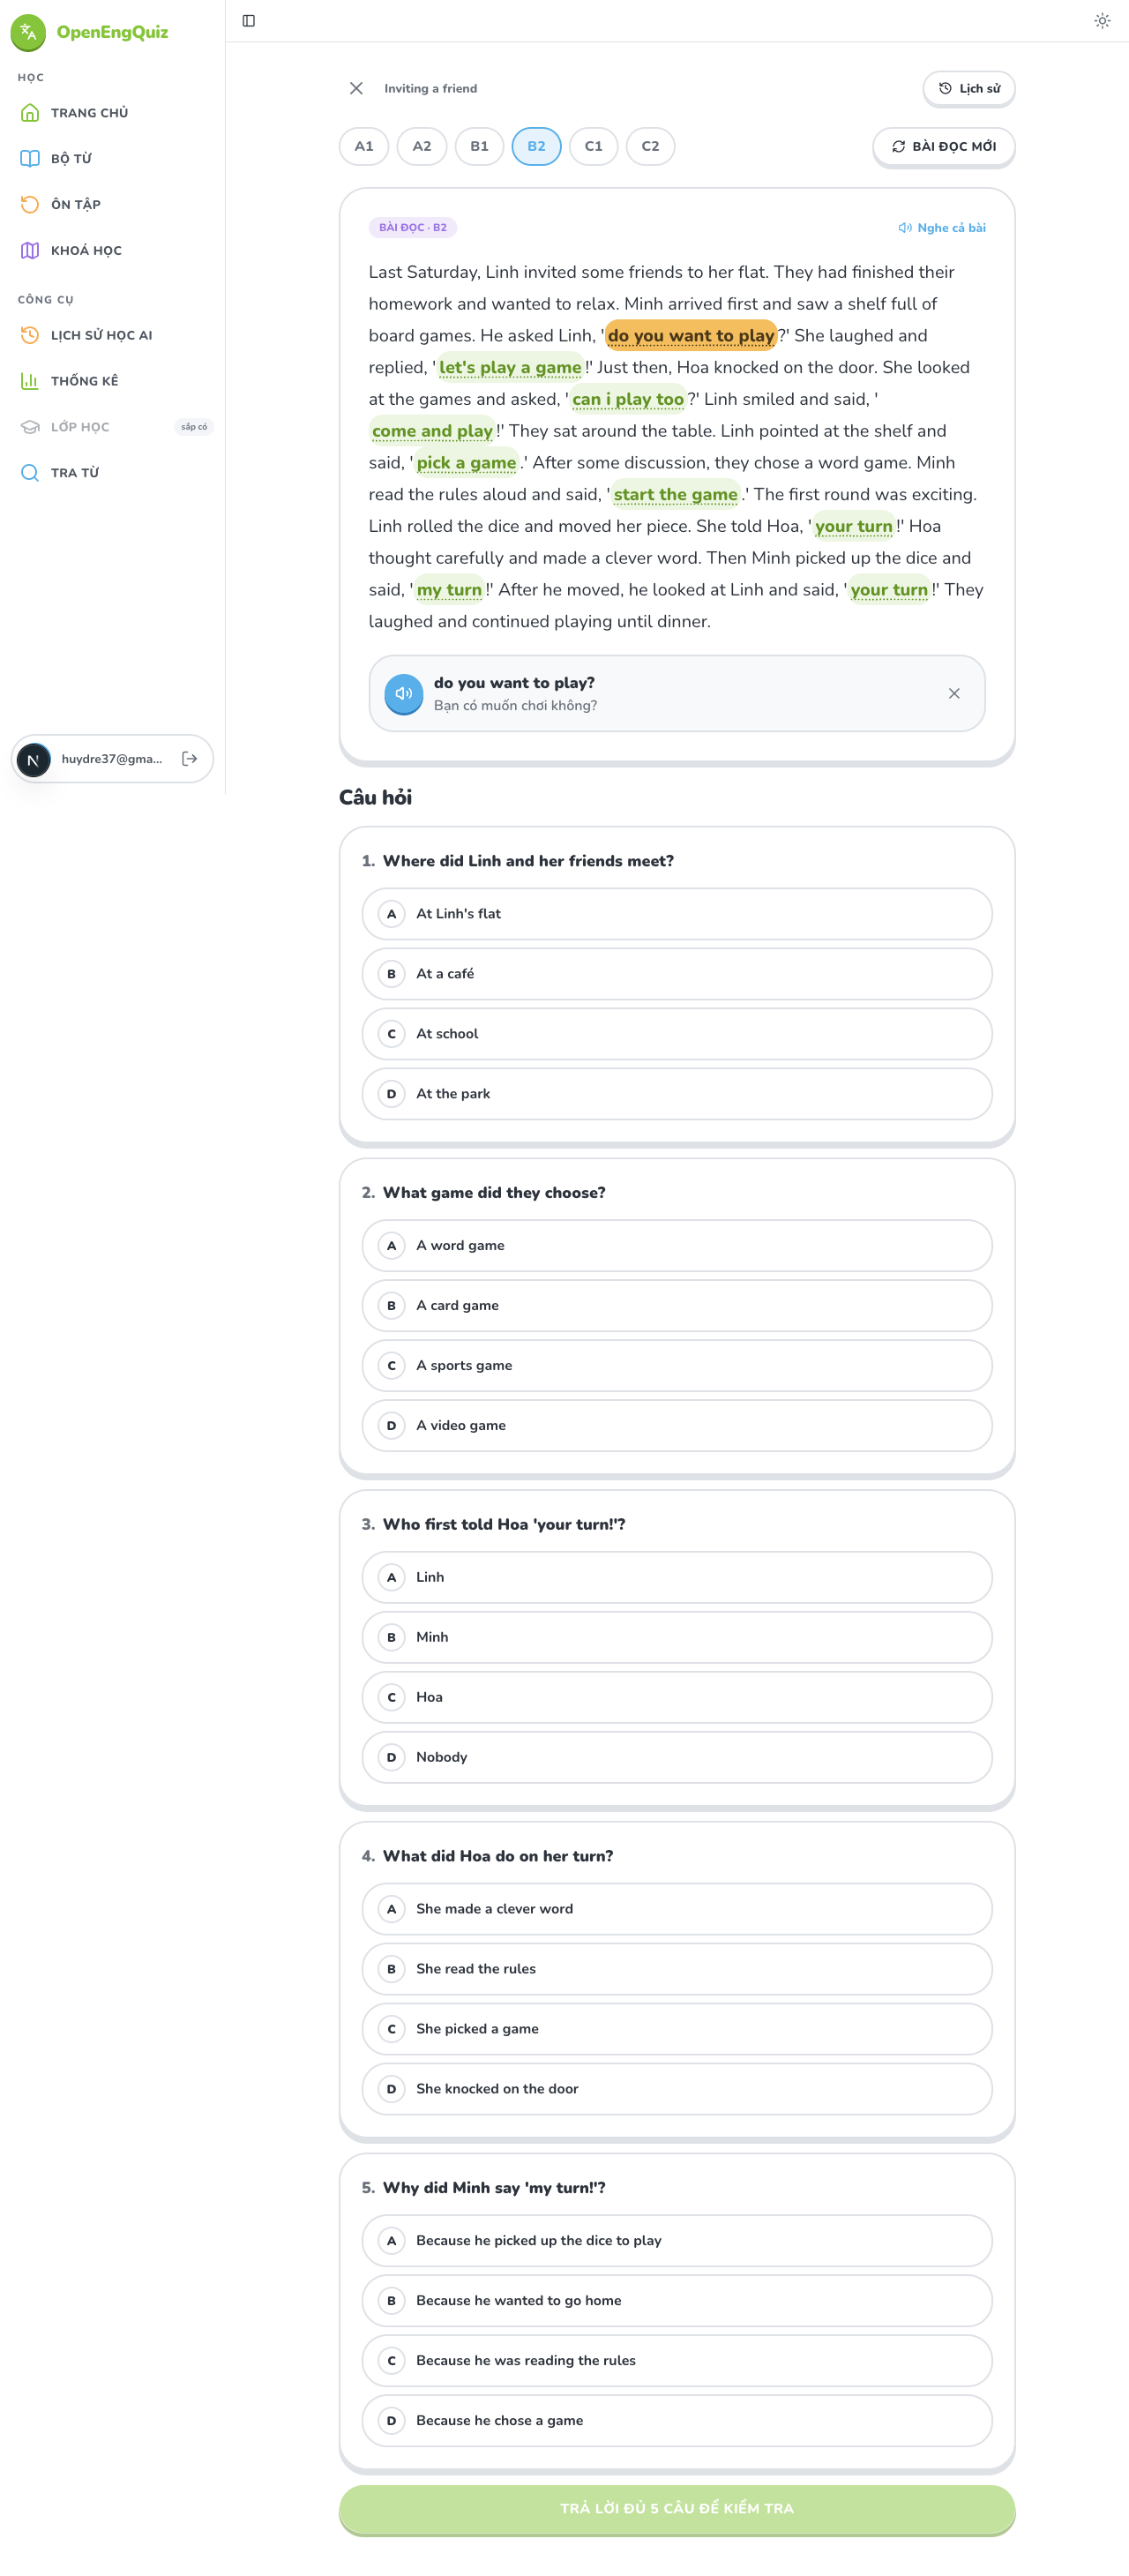 OpenEngQuiz
HỌC
TRANG CHỦ
BỘ TỪ
ÔN TẬP
KHOÁ HỌC
CÔNG CỤ
LỊCH SỬ HỌC AI
THỐNG KÊ
LỚP HỌC
sắp có
TRA TỪ
N
huydre37@gma...
Inviting a friend
Lịch sử
A1
A2
B1
B2
C1
C2
BÀI ĐỌC MỚI
BÀI ĐỌC · B2
Nghe cả bài
Last Saturday, Linh invited some friends to her flat. They had finished their
homework and wanted to relax. Minh arrived first and saw a shelf full of
board games. He asked Linh, 'do you want to play?' She laughed and
replied, 'let's play a game!' Just then, Hoa knocked on the door. She looked
at the games and asked, 'can i play too?' Linh smiled and said, '
come and play!' They sat around the table. Linh pointed at the shelf and
said, 'pick a game.' After some discussion, they chose a word game. Minh
read the rules aloud and said, 'start the game.' The first round was exciting.
Linh rolled the dice and moved her piece. She told Hoa, 'your turn!' Hoa
thought carefully and made a clever word. Then Minh picked up the dice and
said, 'my turn!' After he moved, he looked at Linh and said, 'your turn!' They
laughed and continued playing until dinner.
do you want to play?
Bạn có muốn chơi không?
Câu hỏi
1. Where did Linh and her friends meet?
A At Linh's flat
B At a café
C At school
D At the park
2. What game did they choose?
A A word game
B A card game
C A sports game
D A video game
3. Who first told Hoa 'your turn!'?
A Linh
B Minh
C Hoa
D Nobody
4. What did Hoa do on her turn?
A She made a clever word
B She read the rules
C She picked a game
D She knocked on the door
5. Why did Minh say 'my turn!'?
A Because he picked up the dice to play
B Because he wanted to go home
C Because he was reading the rules
D Because he chose a game
TRẢ LỜI ĐỦ 5 CÂU ĐỂ KIỂM TRA